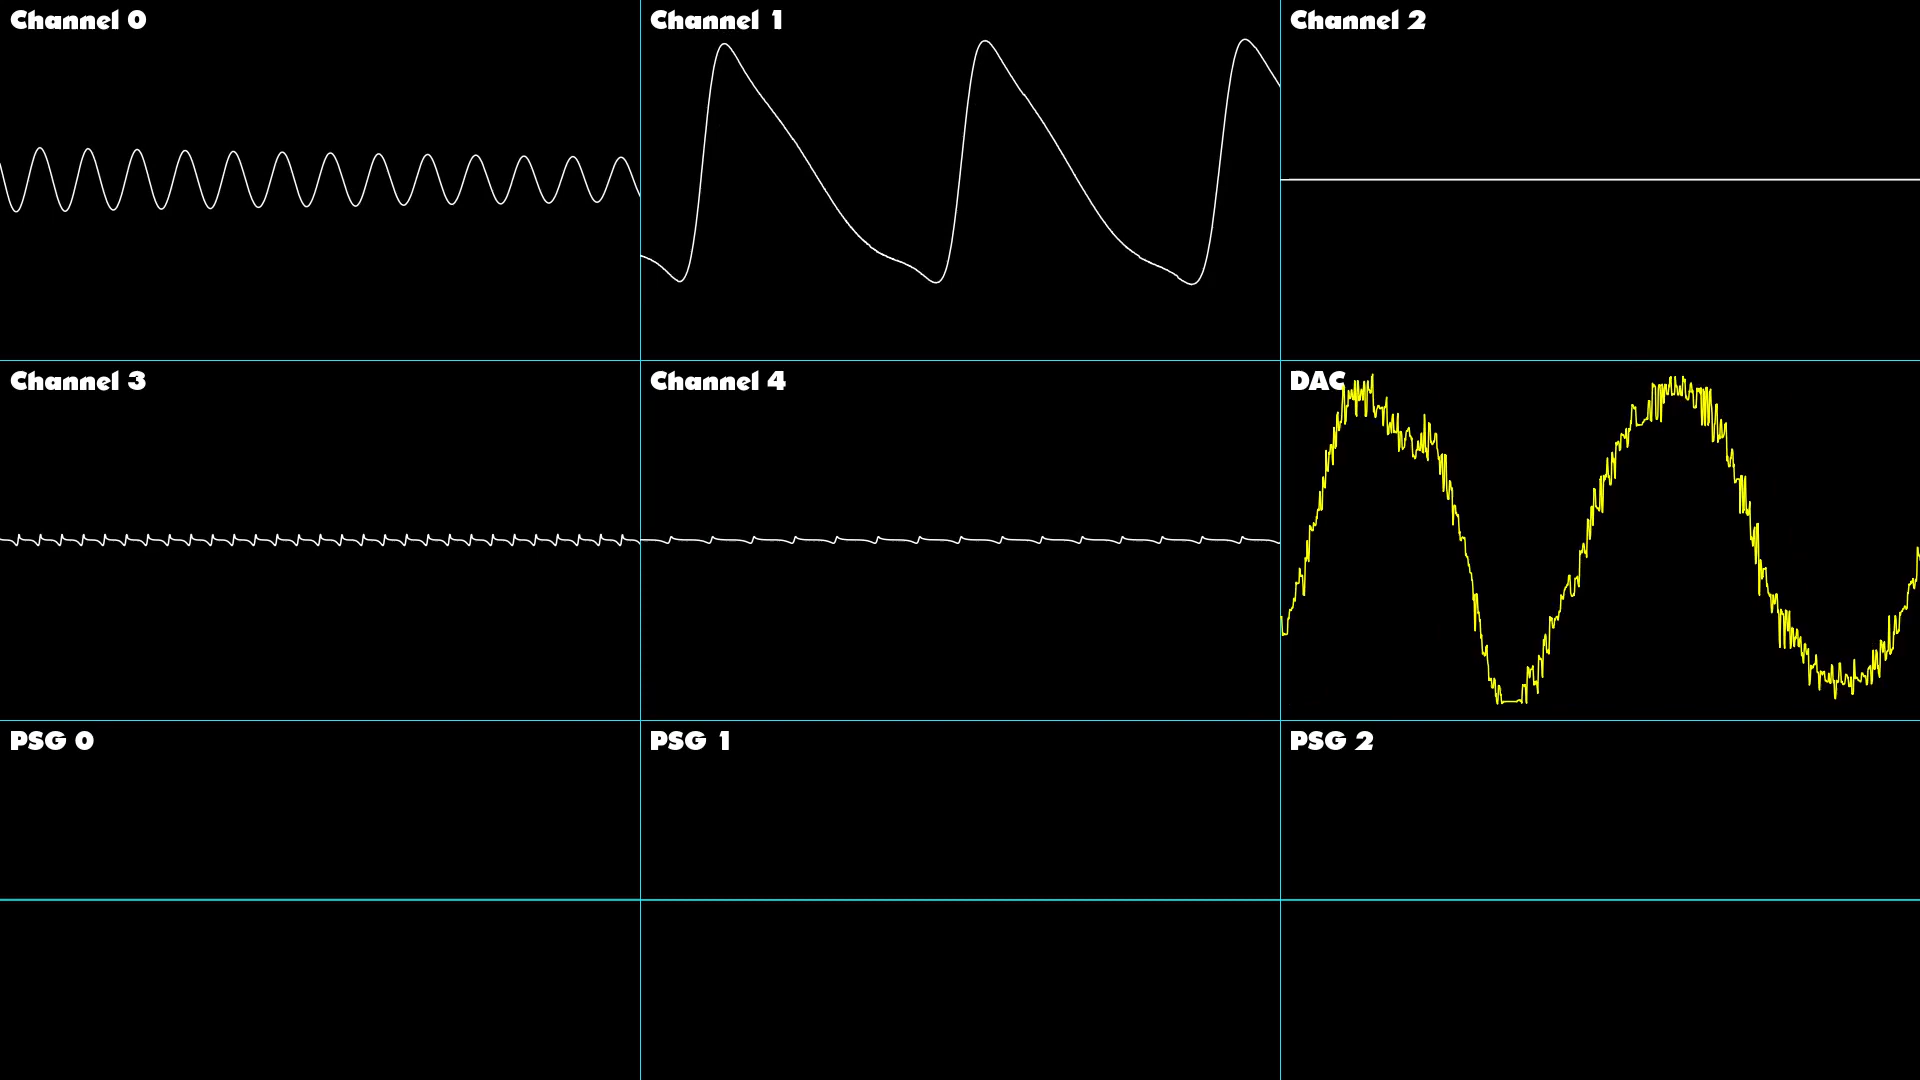 Channel 0
Channel 1
Channel 2
Channel 3
Channel 4
DAC
PSG 0
PSG 1
PSG 2